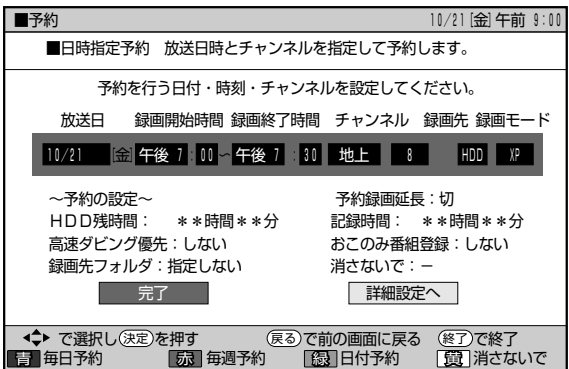 ■予約 10/21[金]午前 9:00
■日時指定予約 放送日時とチャンネルを指定して予約します。
予約を行う日付・時刻・チャンネルを設定してください。
放送日 録画開始時間 録画終了時間 チャンネル 録画先 録画モード
10/21 [金] 午後 7:00～午後 7:30 地上 8 HDD XP
～予約の設定～ 予約録画延長：切
HDD残時間： ＊＊時間＊＊分 記録時間： ＊＊時間＊＊分
高速ダビング優先：しない おこのみ番組登録：しない
録画先フォルダ：指定しない 消さないで：－
完了 詳細設定へ
で選択し決定を押す 戻るで前の画面に戻る 終了で終了
青 毎日予約 赤 毎週予約 緑 日付予約 黄 消さないで